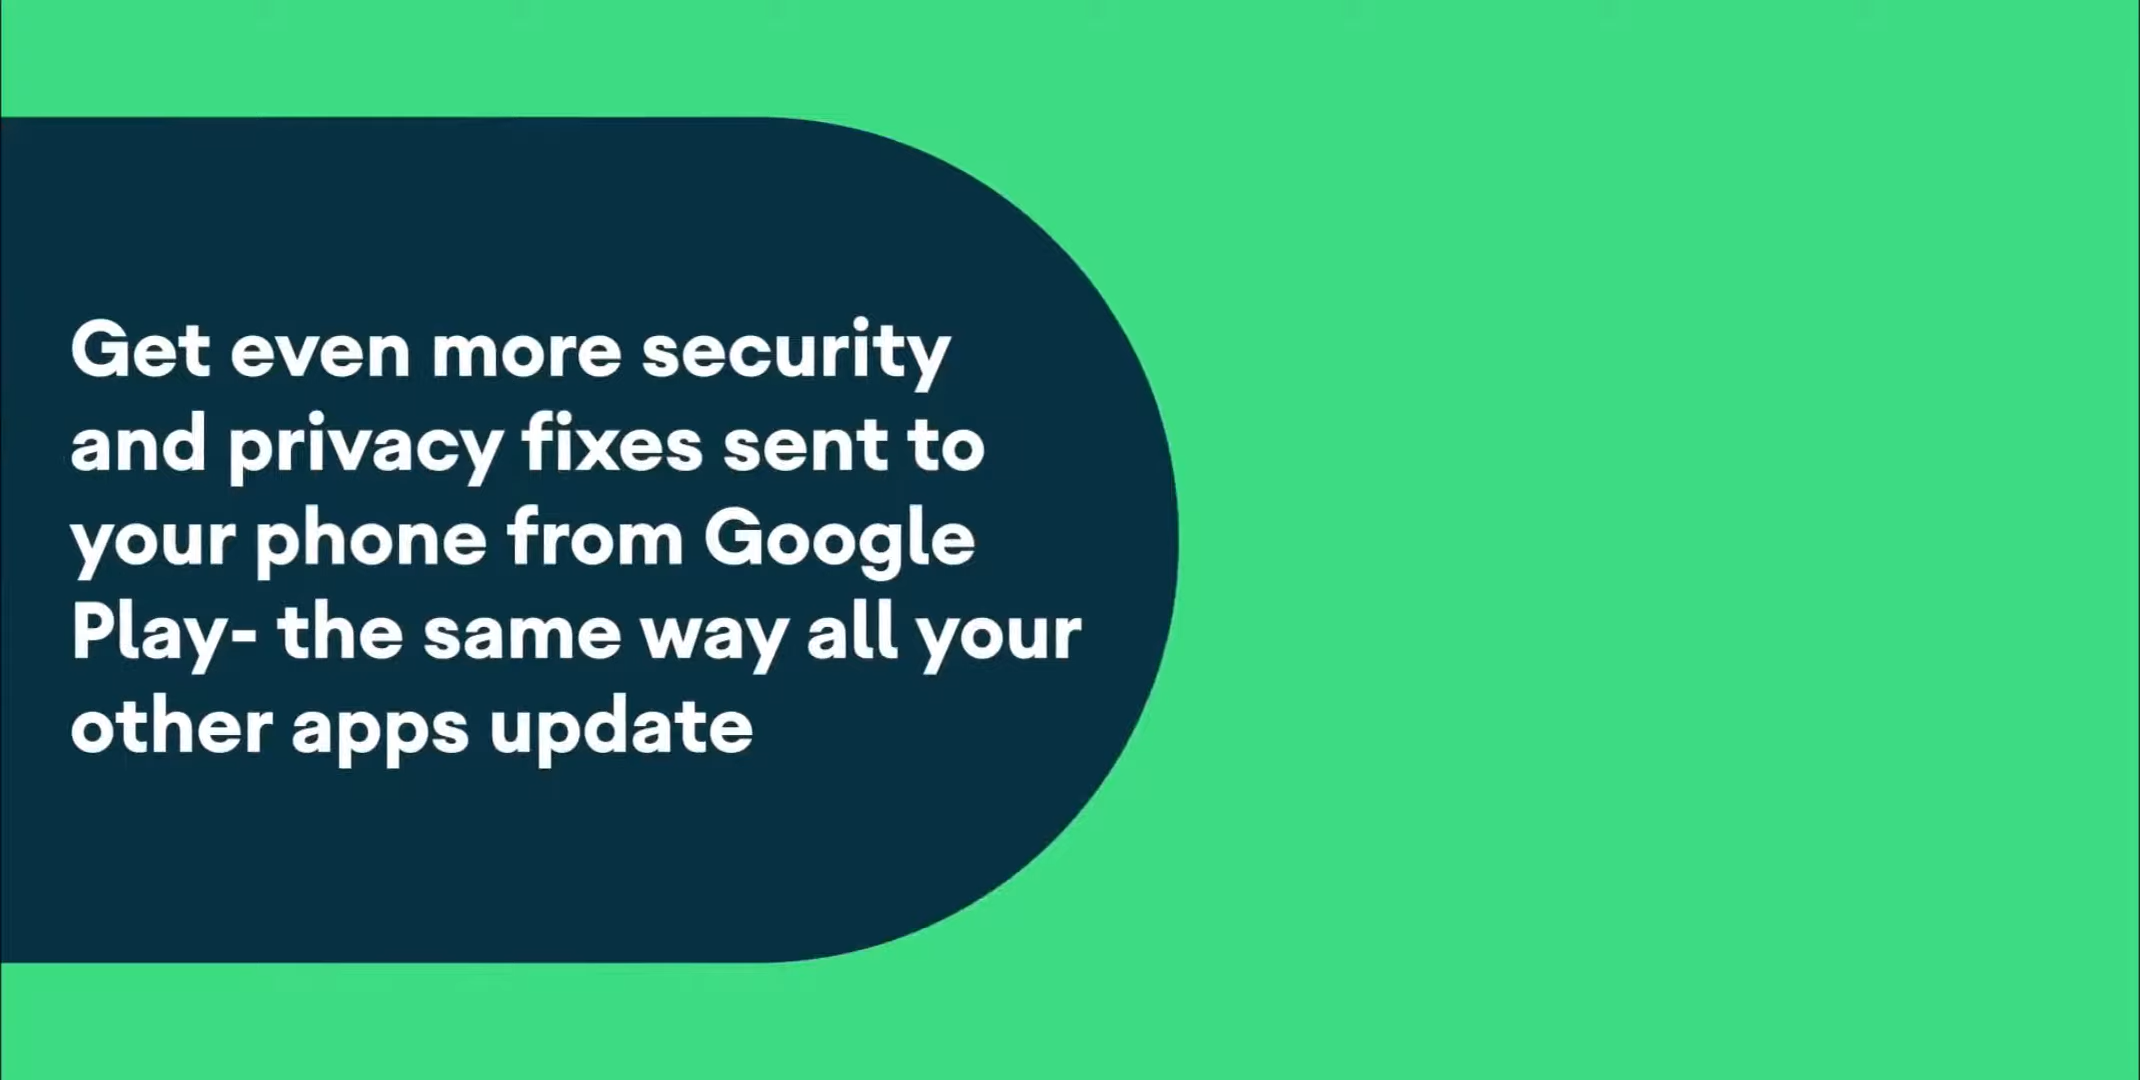 Get even more security
and privacy fixes sent to
your phone from Google
Play- the same way all your
other apps update